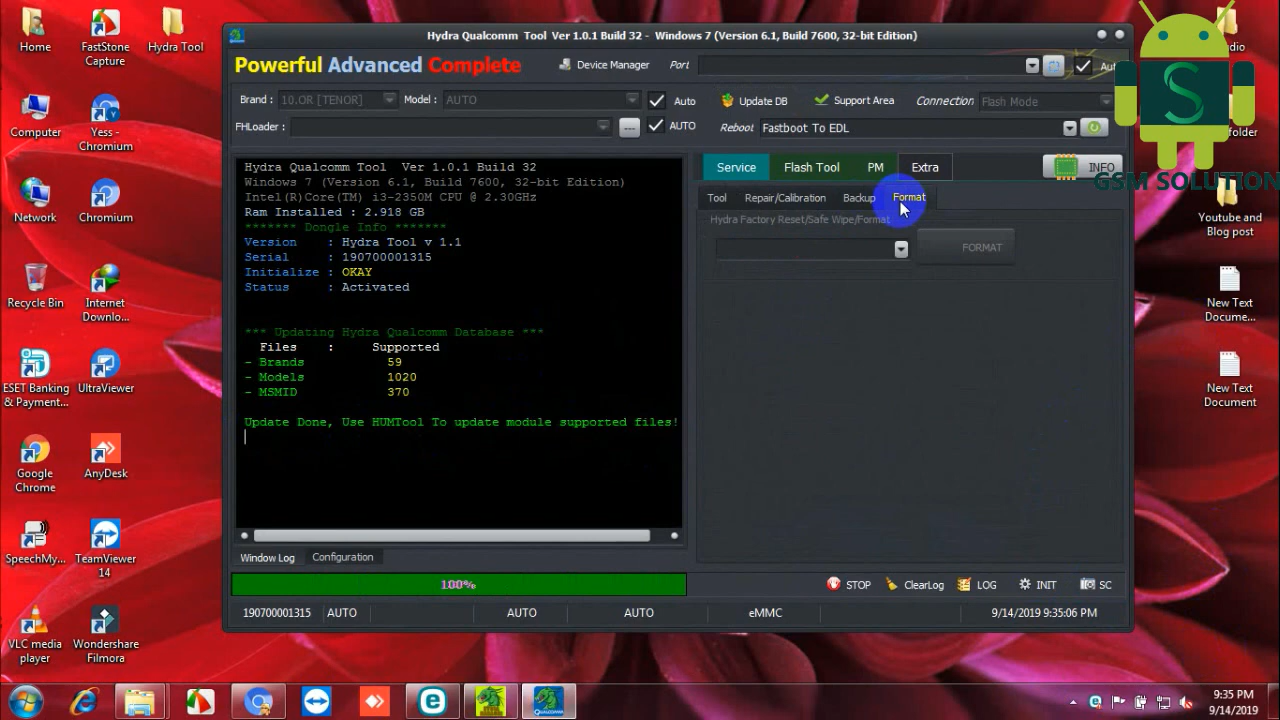 Home
FastStone
Capture
Hydra Tool
Computer
Yess -
Chromium
Network
Chromium
Recycle Bin
Internet
Downlo...
ESET Banking
& Payment...
UltraViewer
Google
Chrome
AnyDesk
SpeechMy...
TeamViewer
14
VLC media
player
Wondershare
Filmora
Hydra Qualcomm Tool Ver 1.0.1 Build 32 - Windows 7 (Version 6.1, Build 7600, 32-bit Edition)
Powerful Advanced Complete
Device Manager
Port
Brand :
10.OR [TENOR]
Model :
AUTO
Auto
Update DB
Support Area
Connection
Flash Mode
FHLoader :
...
AUTO
Reboot
Fastboot To EDL
Hydra Qualcomm Tool Ver 1.0.1 Build 32
Windows 7 (Version 6.1, Build 7600, 32-bit Edition)
Intel(R)Core(TM) i3-2350M CPU @ 2.30GHz
Ram Installed : 2.918 GB
******* Dongle Info *******
Version : Hydra Tool v 1.1
Serial : 190700001315
Initialize : OKAY
Status : Activated
*** Updating Hydra Qualcomm Database ***
Files : Supported
- Brands 59
- Models 1020
- MSMID 370
Update Done, Use HUMTool To update module supported files!
Window Log
Configuration
100%
Service
Flash Tool
PM
Extra
INFO
Tool
Repair/Calibration
Backup
Format
Hydra Factory Reset/Safe Wipe/Format
FORMAT
STOP
ClearLog
LOG
INIT
SC
190700001315
AUTO
AUTO
AUTO
eMMC
9/14/2019 9:35:06 PM
S
GSM SOLUTION
Youtube and
Blog post
New Text
Docume...
New Text
Document
9:35 PM
9/14/2019